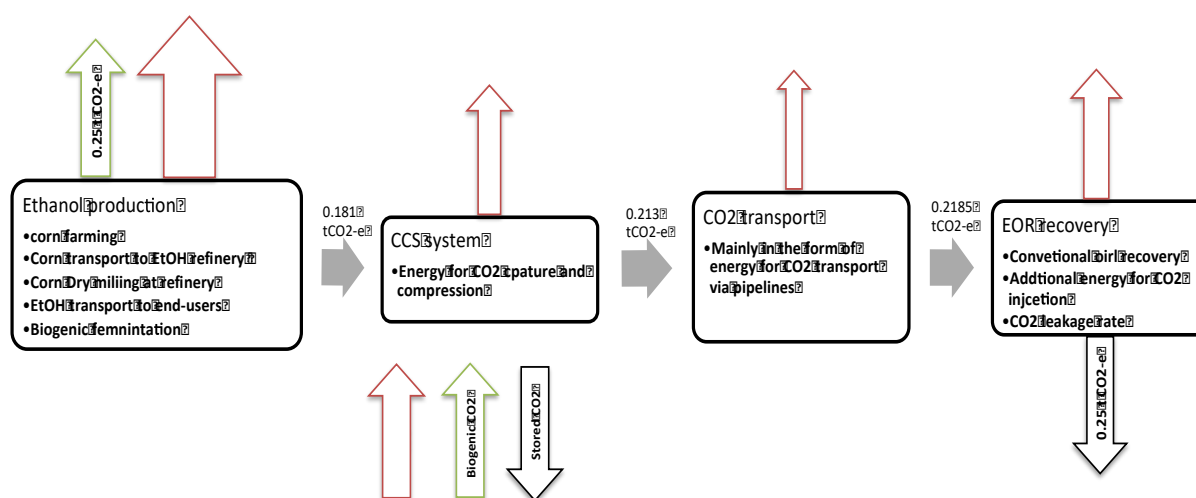 0.25 t CO2-e
Ethanol production
•corn farming
•Corn transport to EtOH refinery
•Corn Dry miliing at refinery
•EtOH transport to end-users
•Biogenic femnintation
0.181
tCO2-e
CCS system
•Energy for CO2 cpature and
compression
0.213
tCO2-e
CO2 transport
•Mainly in the form of
energy for CO2 transport
via pipelines
0.2185
tCO2-e
EOR recovery
•Convetional oirl recovery
•Addtional energy for CO2
injcetion
•CO2 leakage rate
Biogenic CO2
Stored CO2
0.25 t CO2-e